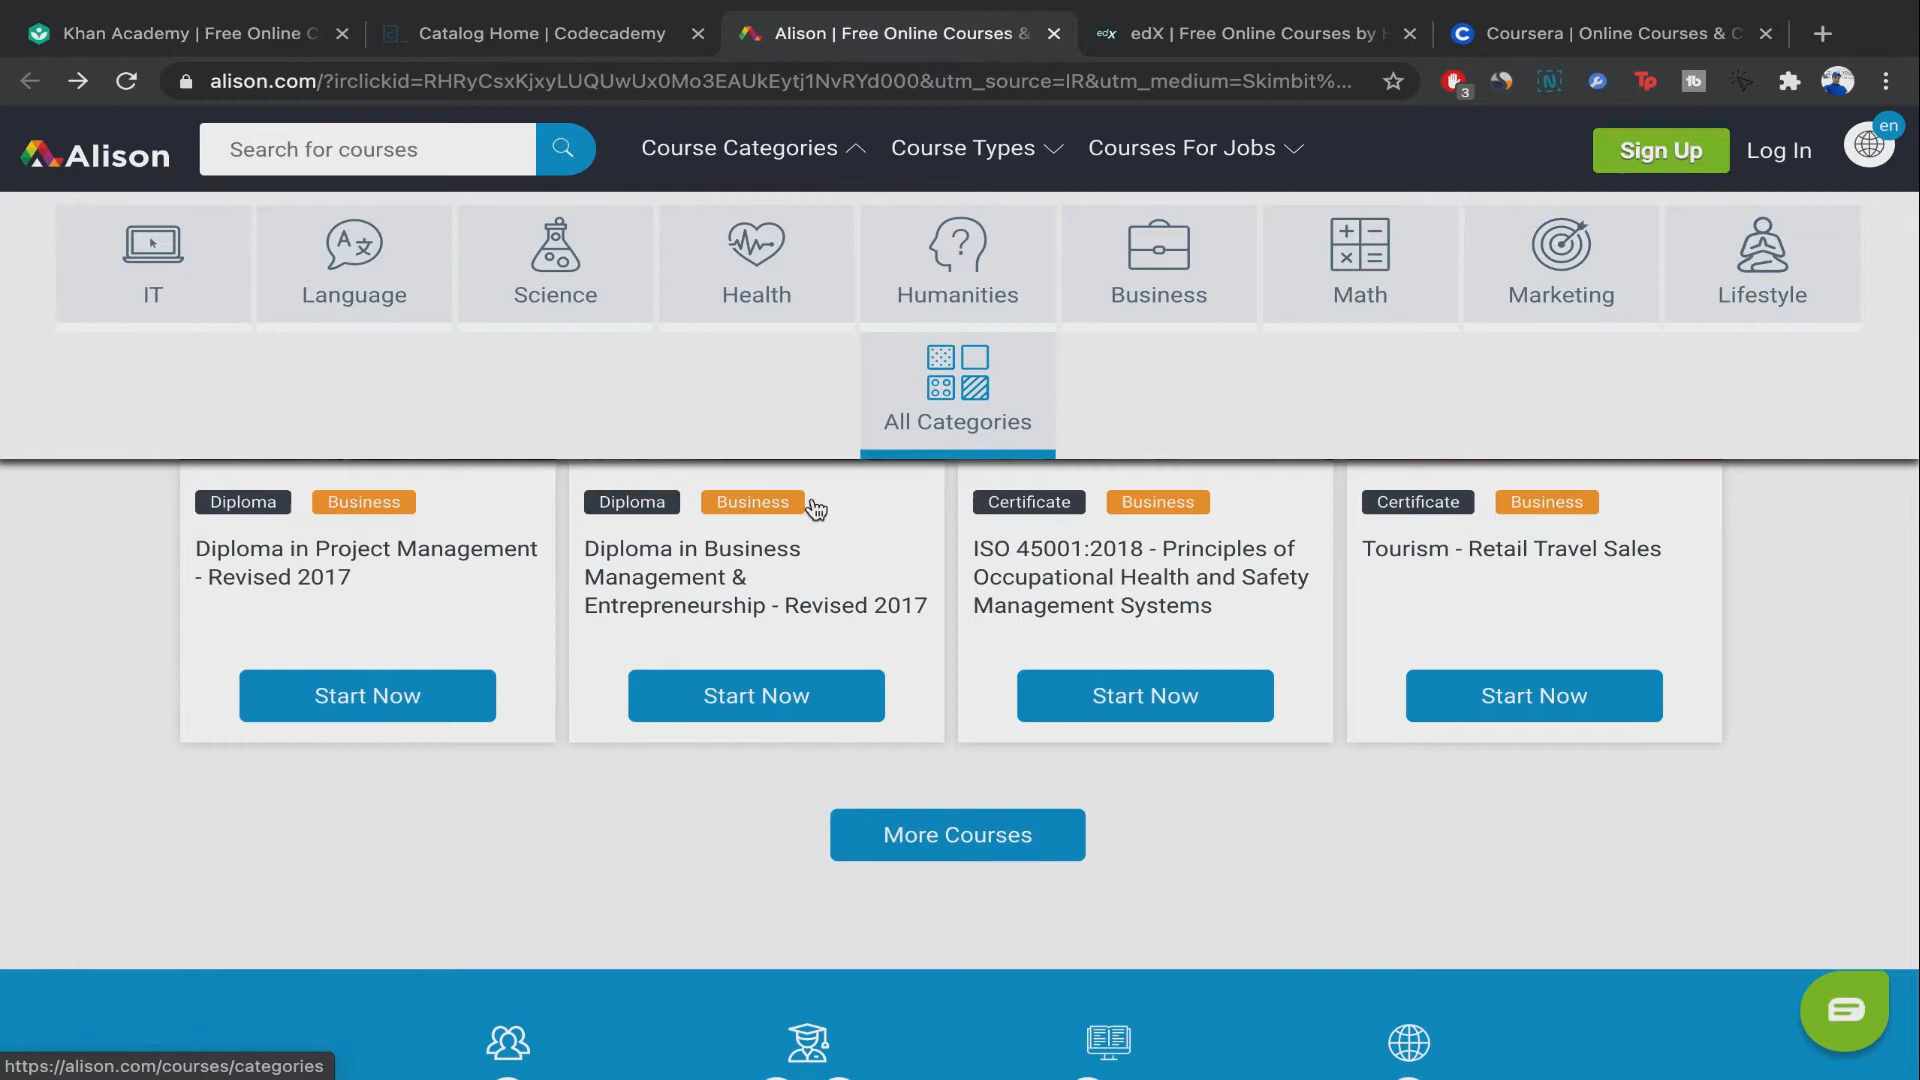 Khan Academy | Free Online C
Catalog Home | Codecademy
Alison | Free Online Courses &
edX | Free Online Courses by H
Coursera | Online Courses & C
alison.com/?irclickid=RHRyCsxKjxyLUQUwUx0Mo3EAUkEytj1NvRYd000&utm_source=IR&utm_medium=Skimbit%...
3
N
Tp
tb
Alison
Search for courses
Course Categories
Course Types
Courses For Jobs
Sign Up
Log In
en
IT
Language
Science
Health
Humanities
Business
Math
Marketing
Lifestyle
All Categories
Diploma Business
Diploma in Project Management
- Revised 2017
Start Now
Diploma Business
Diploma in Business
Management &
Entrepreneurship - Revised 2017
Start Now
Certificate Business
ISO 45001:2018 - Principles of
Occupational Health and Safety
Management Systems
Start Now
Certificate Business
Tourism - Retail Travel Sales
Start Now
More Courses
https://alison.com/courses/categories